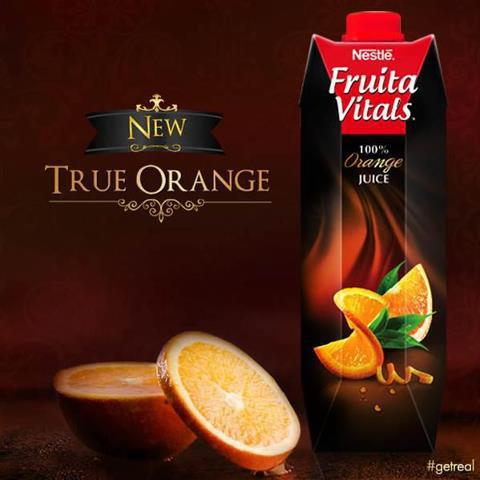 NEW
TRUE ORANGE
Nestlé.
Fruita
Vitals.
100%
Orange
JUICE
#getreal